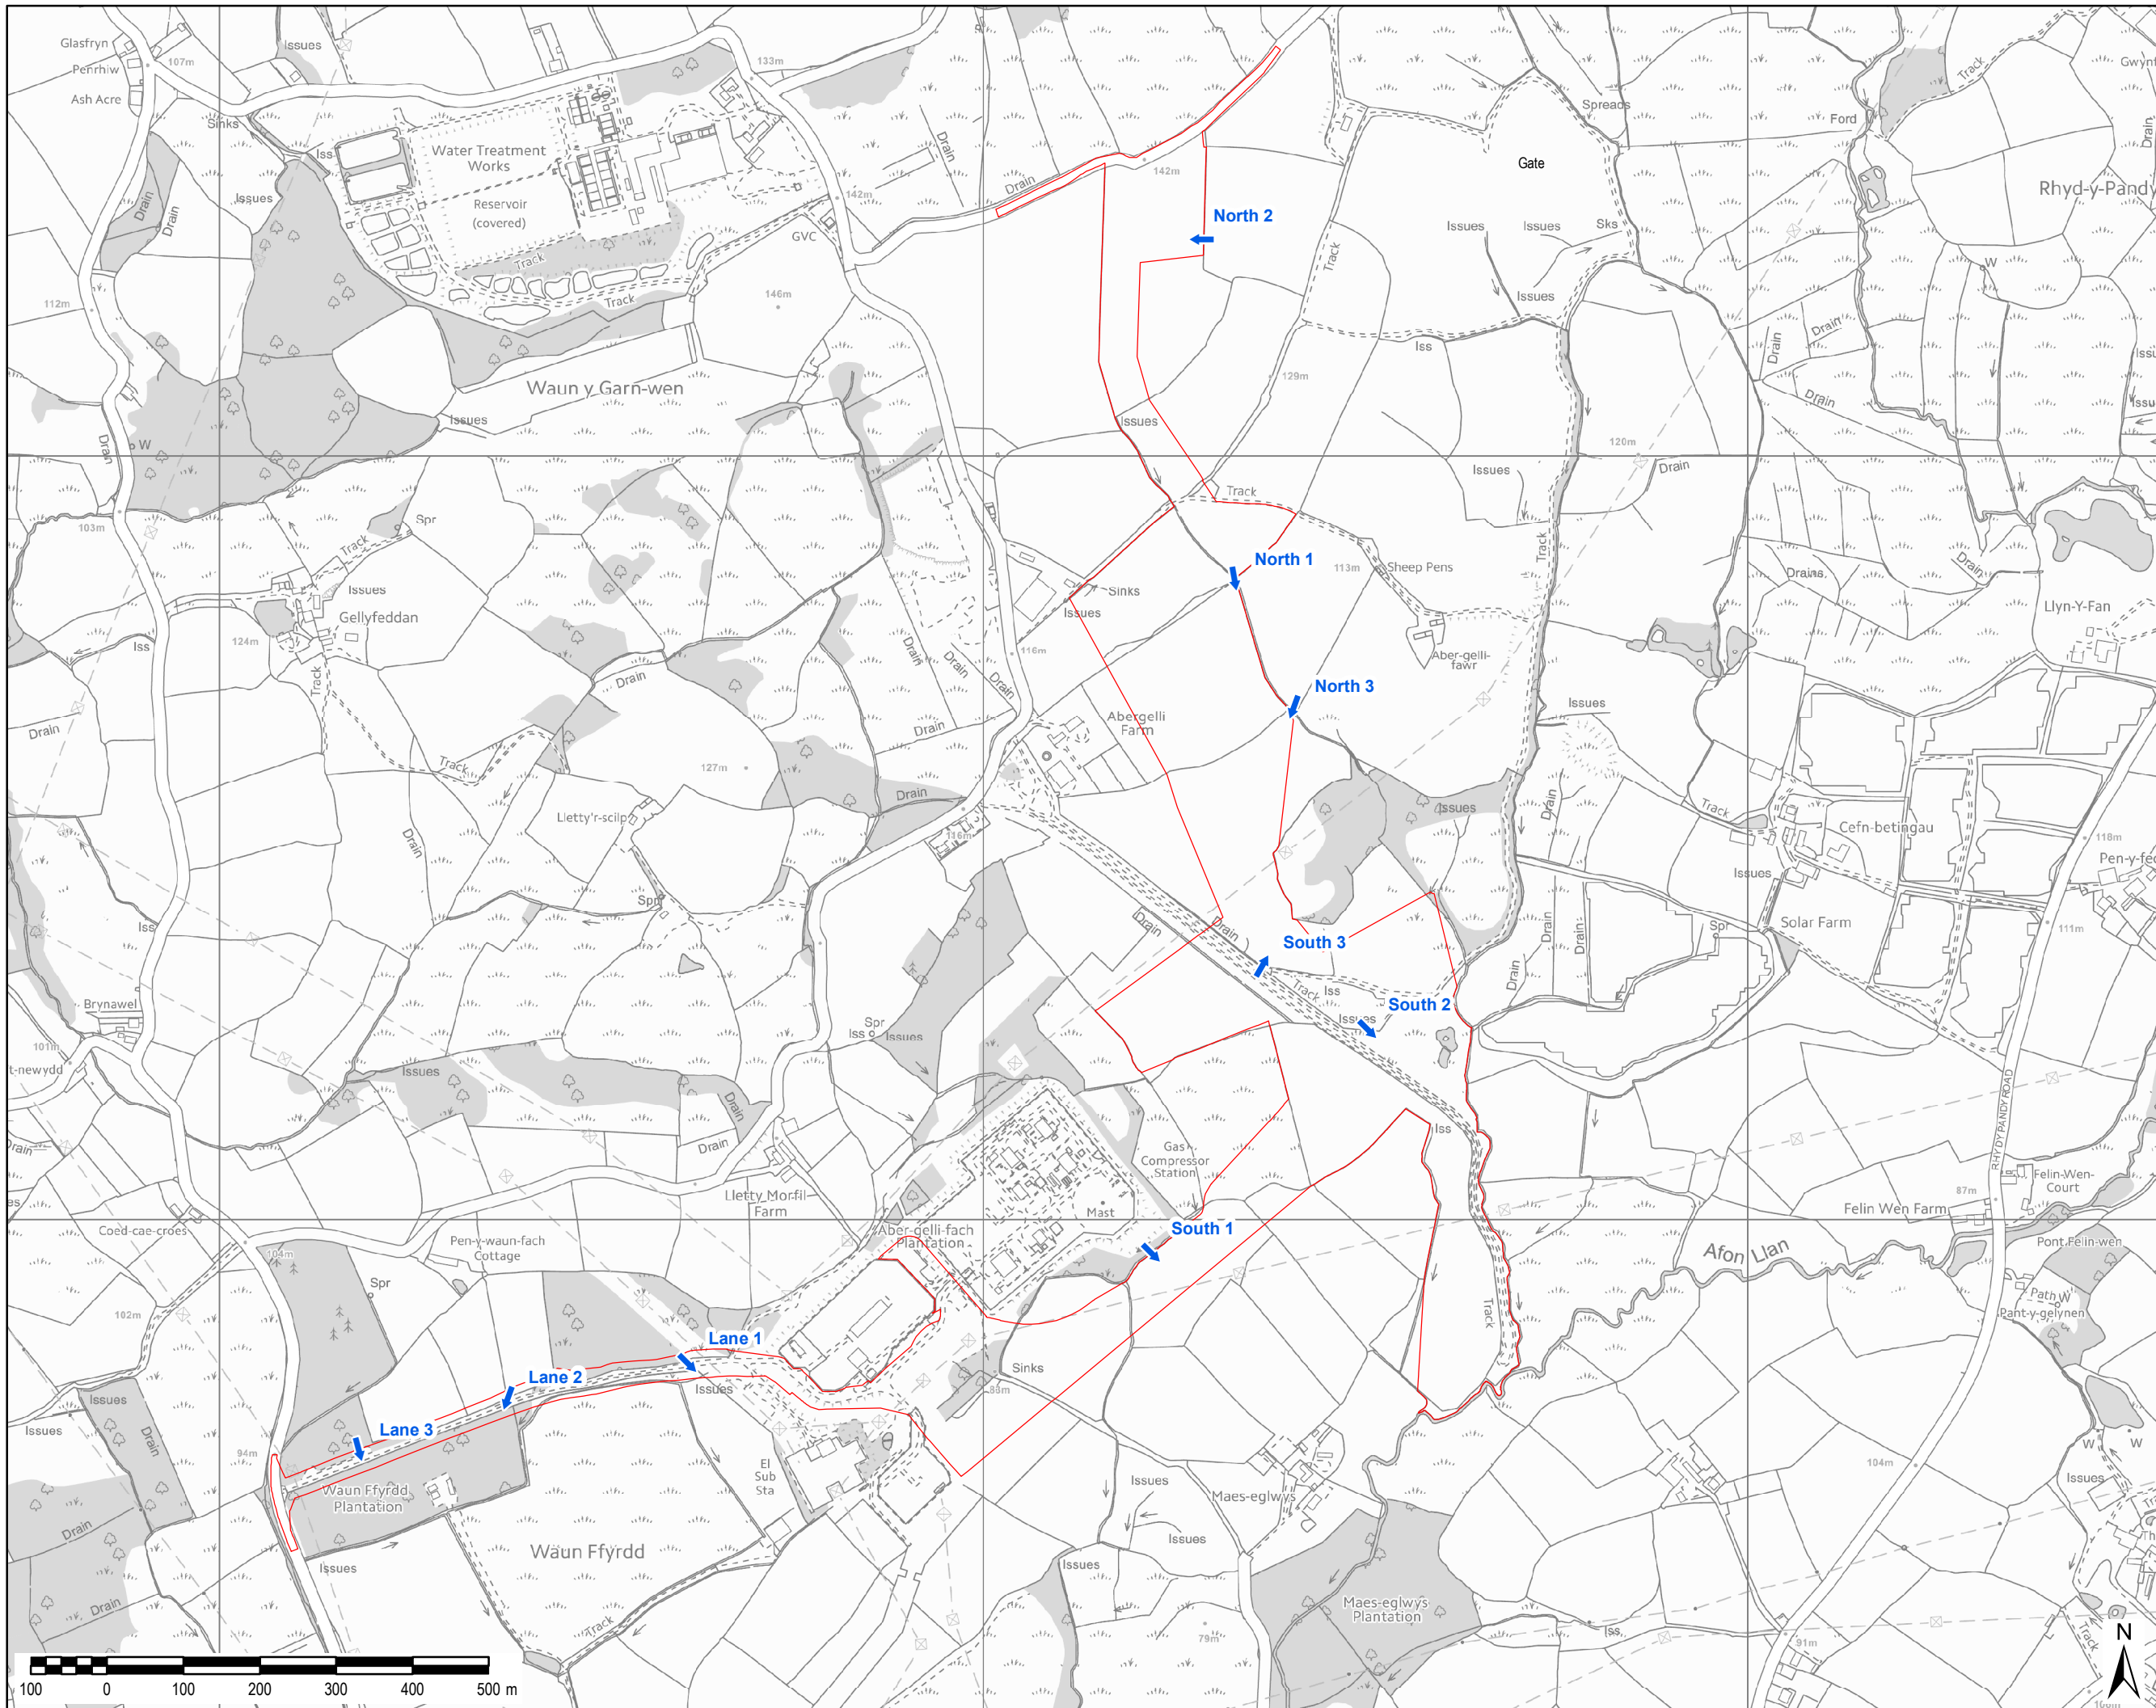 Glasfryn
Penrhiw
Ash Acre
107m
Issues
133m
Sinks
Iss
Water Treatment
Works
Reservoir
(covered)
Issues
Drain
Drain
Track
Track
GVC
142m
146m
112m
Drain
Drain
142m
North 2
Track
Gate
Spreads
Ford
Track
Drain
Rhyd-y-Pandy
Issues
Issues
Sks
Issues
Iss
W
Drain
Drain
Drain
Waun y Garn-wen
Issues
W
Drain
129m
Issues
120m
Issues
Drain
Track
103m
Spr
Track
Issues
Gellyfeddan
124m
Iss
Track
North 1
113m
Sheep Pens
Sinks
Issues
Track
Drains
Drain
Llyn-Y-Fan
Drain
Drain
Drain
Drain
116m
Aber-gelli-
fawr
North 3
Issues
Abergelli
Farm
Drain
Drain
127m
Track
Drain
Drain
Lletty'r-scilp
116m
Issues
Drain
Track
Cefn-betingau
118m
Issues
Spr
Iss
Drain
Drain
South 3
Drain
Drain
Spr
Solar Farm
111m
Brynawel
101m
Spr
Iss
Issues
Track
Iss
Issues
South 2
Drain
t-newydd
Issues
Drain
Drain
Drain
Iss
RHYDYPANDY ROAD
Gas
Compressor
Station
Lletty Morfil
Farm
Mast
Felin-Wen-
Court
87m
Felin Wen Farm
Coed-cae-croes
104m
Pen-y-waun-fach
Cottage
Aber-gelli-fach
Plantation
South 1
Afon Llan
Pont Felin-wen
Spr
102m
Path
W
Pant-y-gelynen
Track
Lane 1
Issues
Sinks
88m
Lane 2
Issues
Drain
Issues
Lane 3
94m
El
Sub
Sta
Waun Ffyrdd
Plantation
Issues
Maes-eglwys
Issues
104m
W
W
Issues
Drain
Issues
Waun Ffyrdd
Issues
Drain
Track
Maes-eglwys
Plantation
79m
Iss
91m
Track
N
100 0 100 200 300 400 500 m